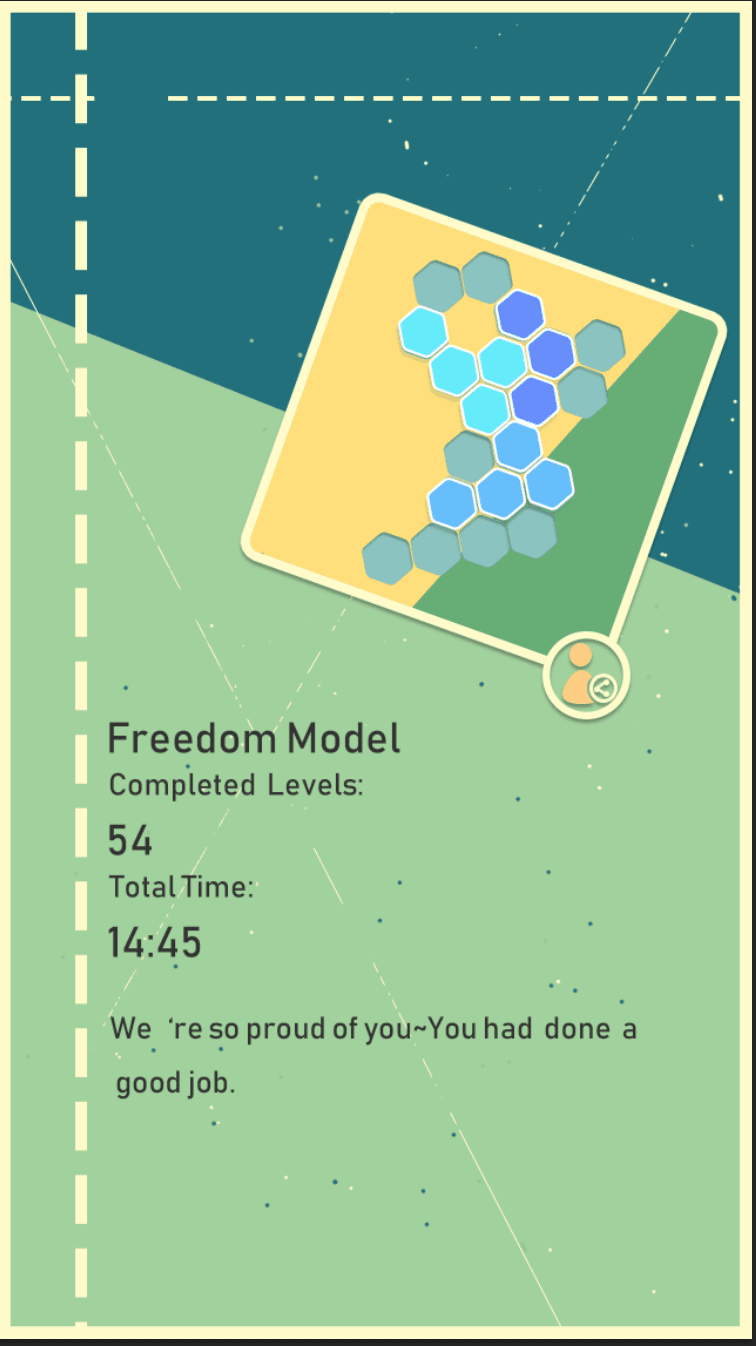 Freedom Model
Completed Levels:
54
Total Time:
14:45
We 're so proud of you~You had done a
good job.